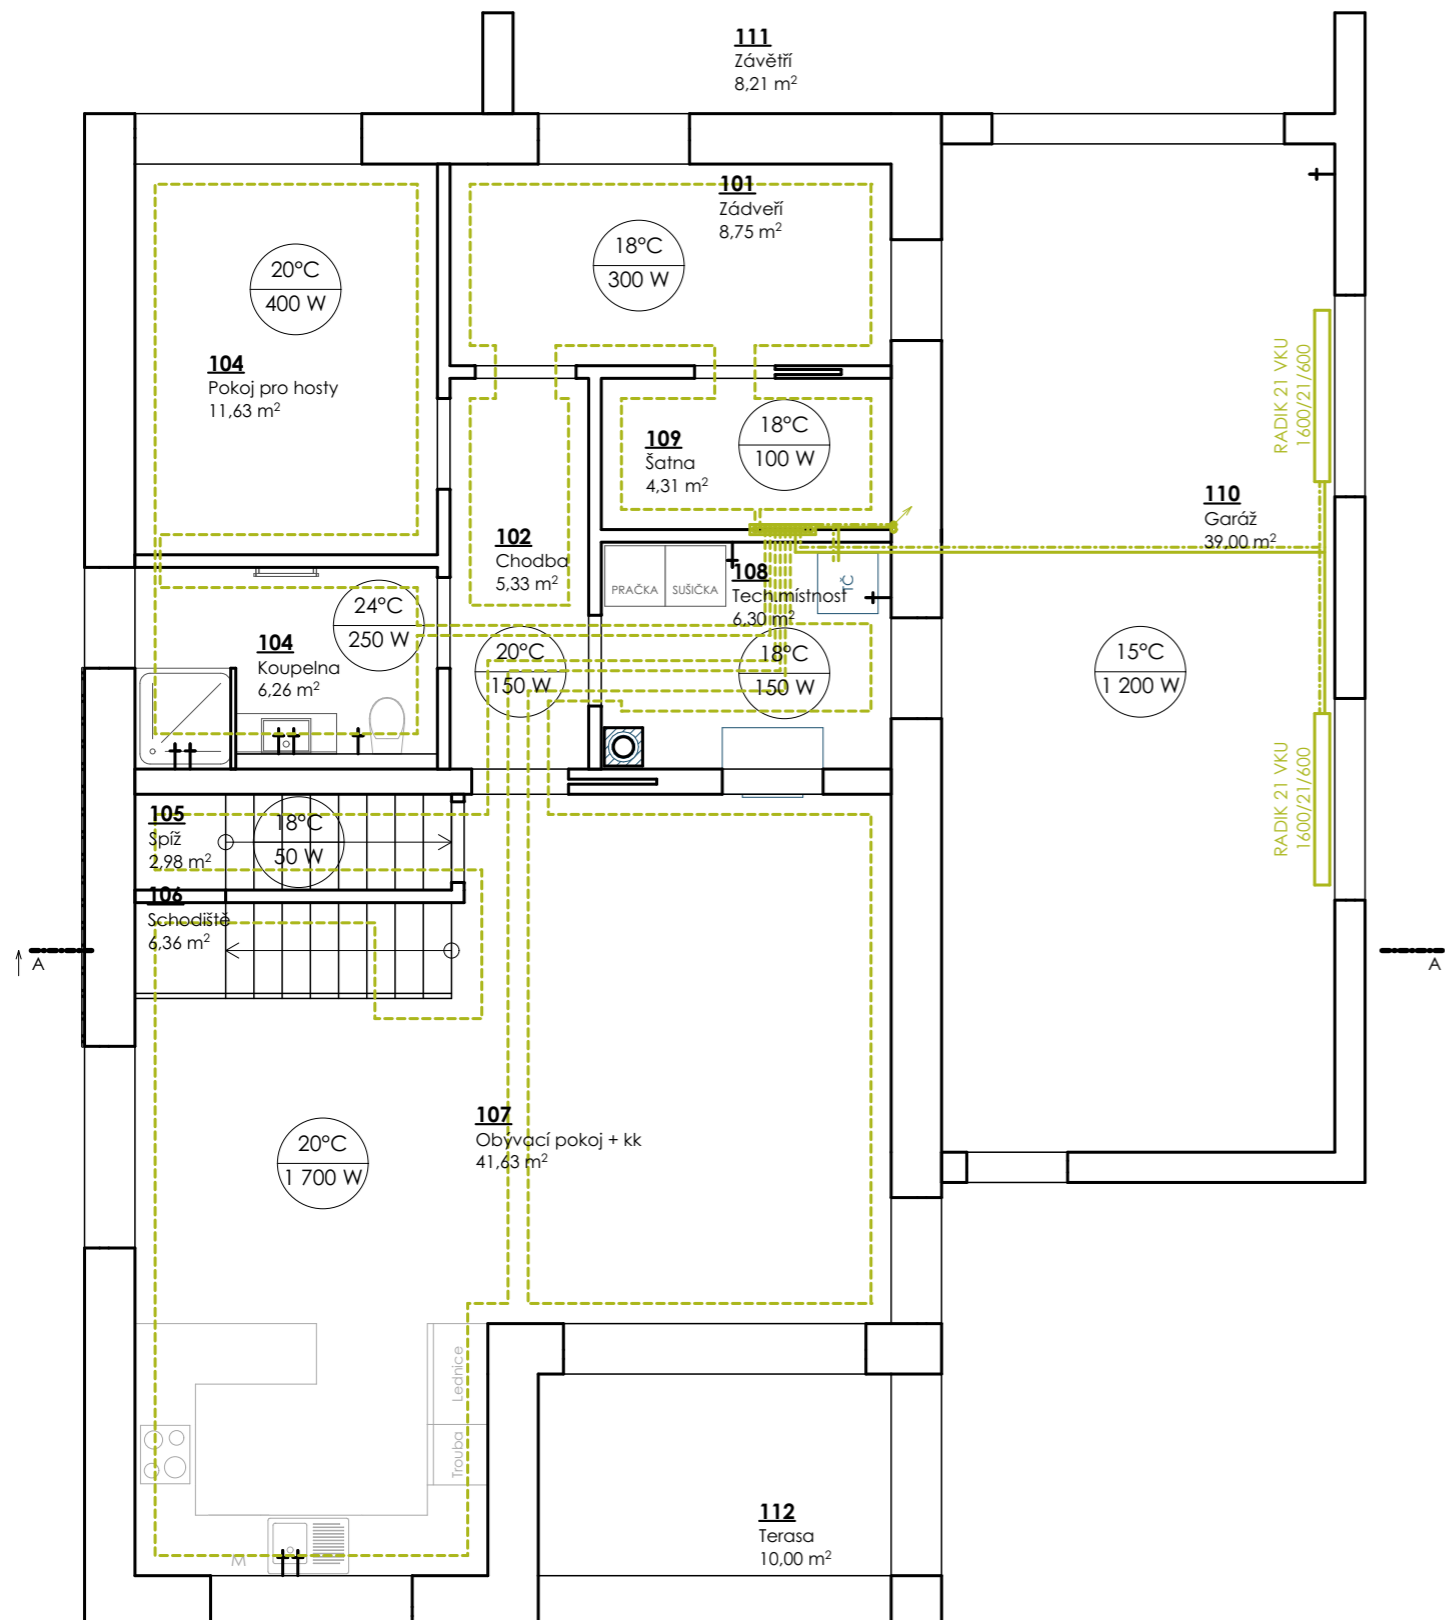 111
Závětří
8,21 m²
101
Zádveří
8,75 m²
18°C
300 W
20°C
400 W
104
Pokoj pro hosty
11,63 m²
109
Šatna
4,31 m²
18°C
100 W
RADIK 21 VKU
1600/21/600
110
Garáž
39,00 m²
102
Chodba
5,33 m²
PRAČKA
SUŠIČKA
108
Tech.místnost
6,30 m²
TČ
24°C
250 W
104
Koupelna
6,26 m²
20°C
150 W
18°C
150 W
15°C
1 200 W
RADIK 21 VKU
1600/21/600
105
Spíž
2,98 m²
18°C
50 W
106
Schodiště
6,36 m²
A
A
107
Obývací pokoj + kk
41,63 m²
20°C
1 700 W
Lednice
Trouba
M
112
Terasa
10,00 m²